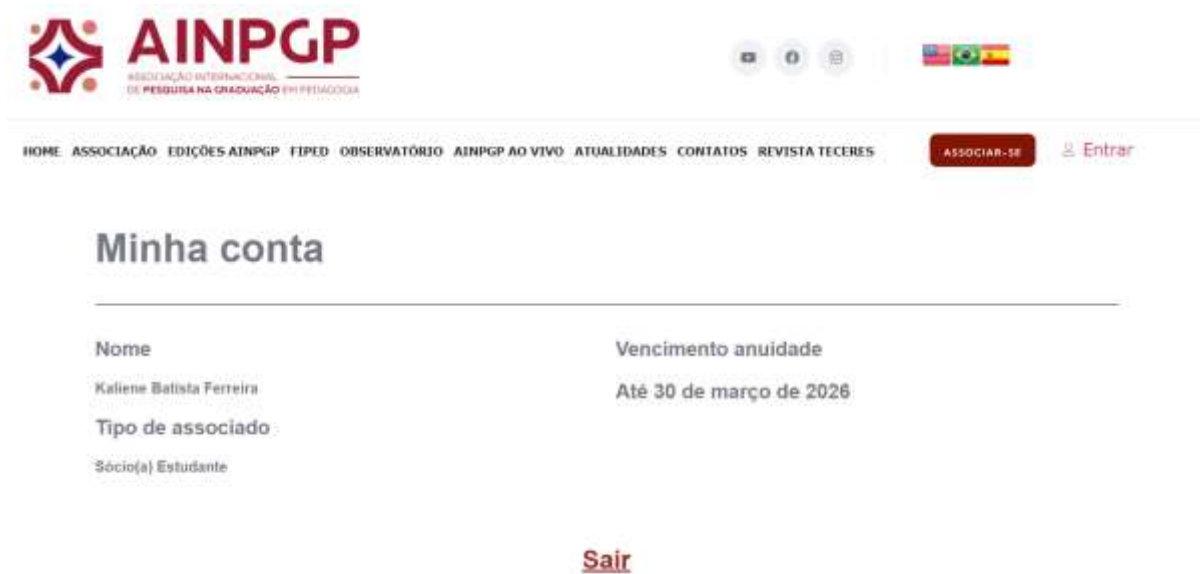 AINPGP
ASSOCIAÇÃO INTERNACIONAL
DE PESQUISA NA GRADUAÇÃO EM PEDAGOGIA
HOME ASSOCIAÇÃO EDIÇÕES AINPGP FIPED OBSERVATÓRIO AINPGP AO VIVO ATUALIDADES CONTATOS REVISTA TECERES
ASSOCIAR-SE
Entrar
Minha conta
Nome
Kaliene Batista Ferreira
Tipo de associado
Sócio(a) Estudante
Vencimento anuidade
Até 30 de março de 2026
Sair